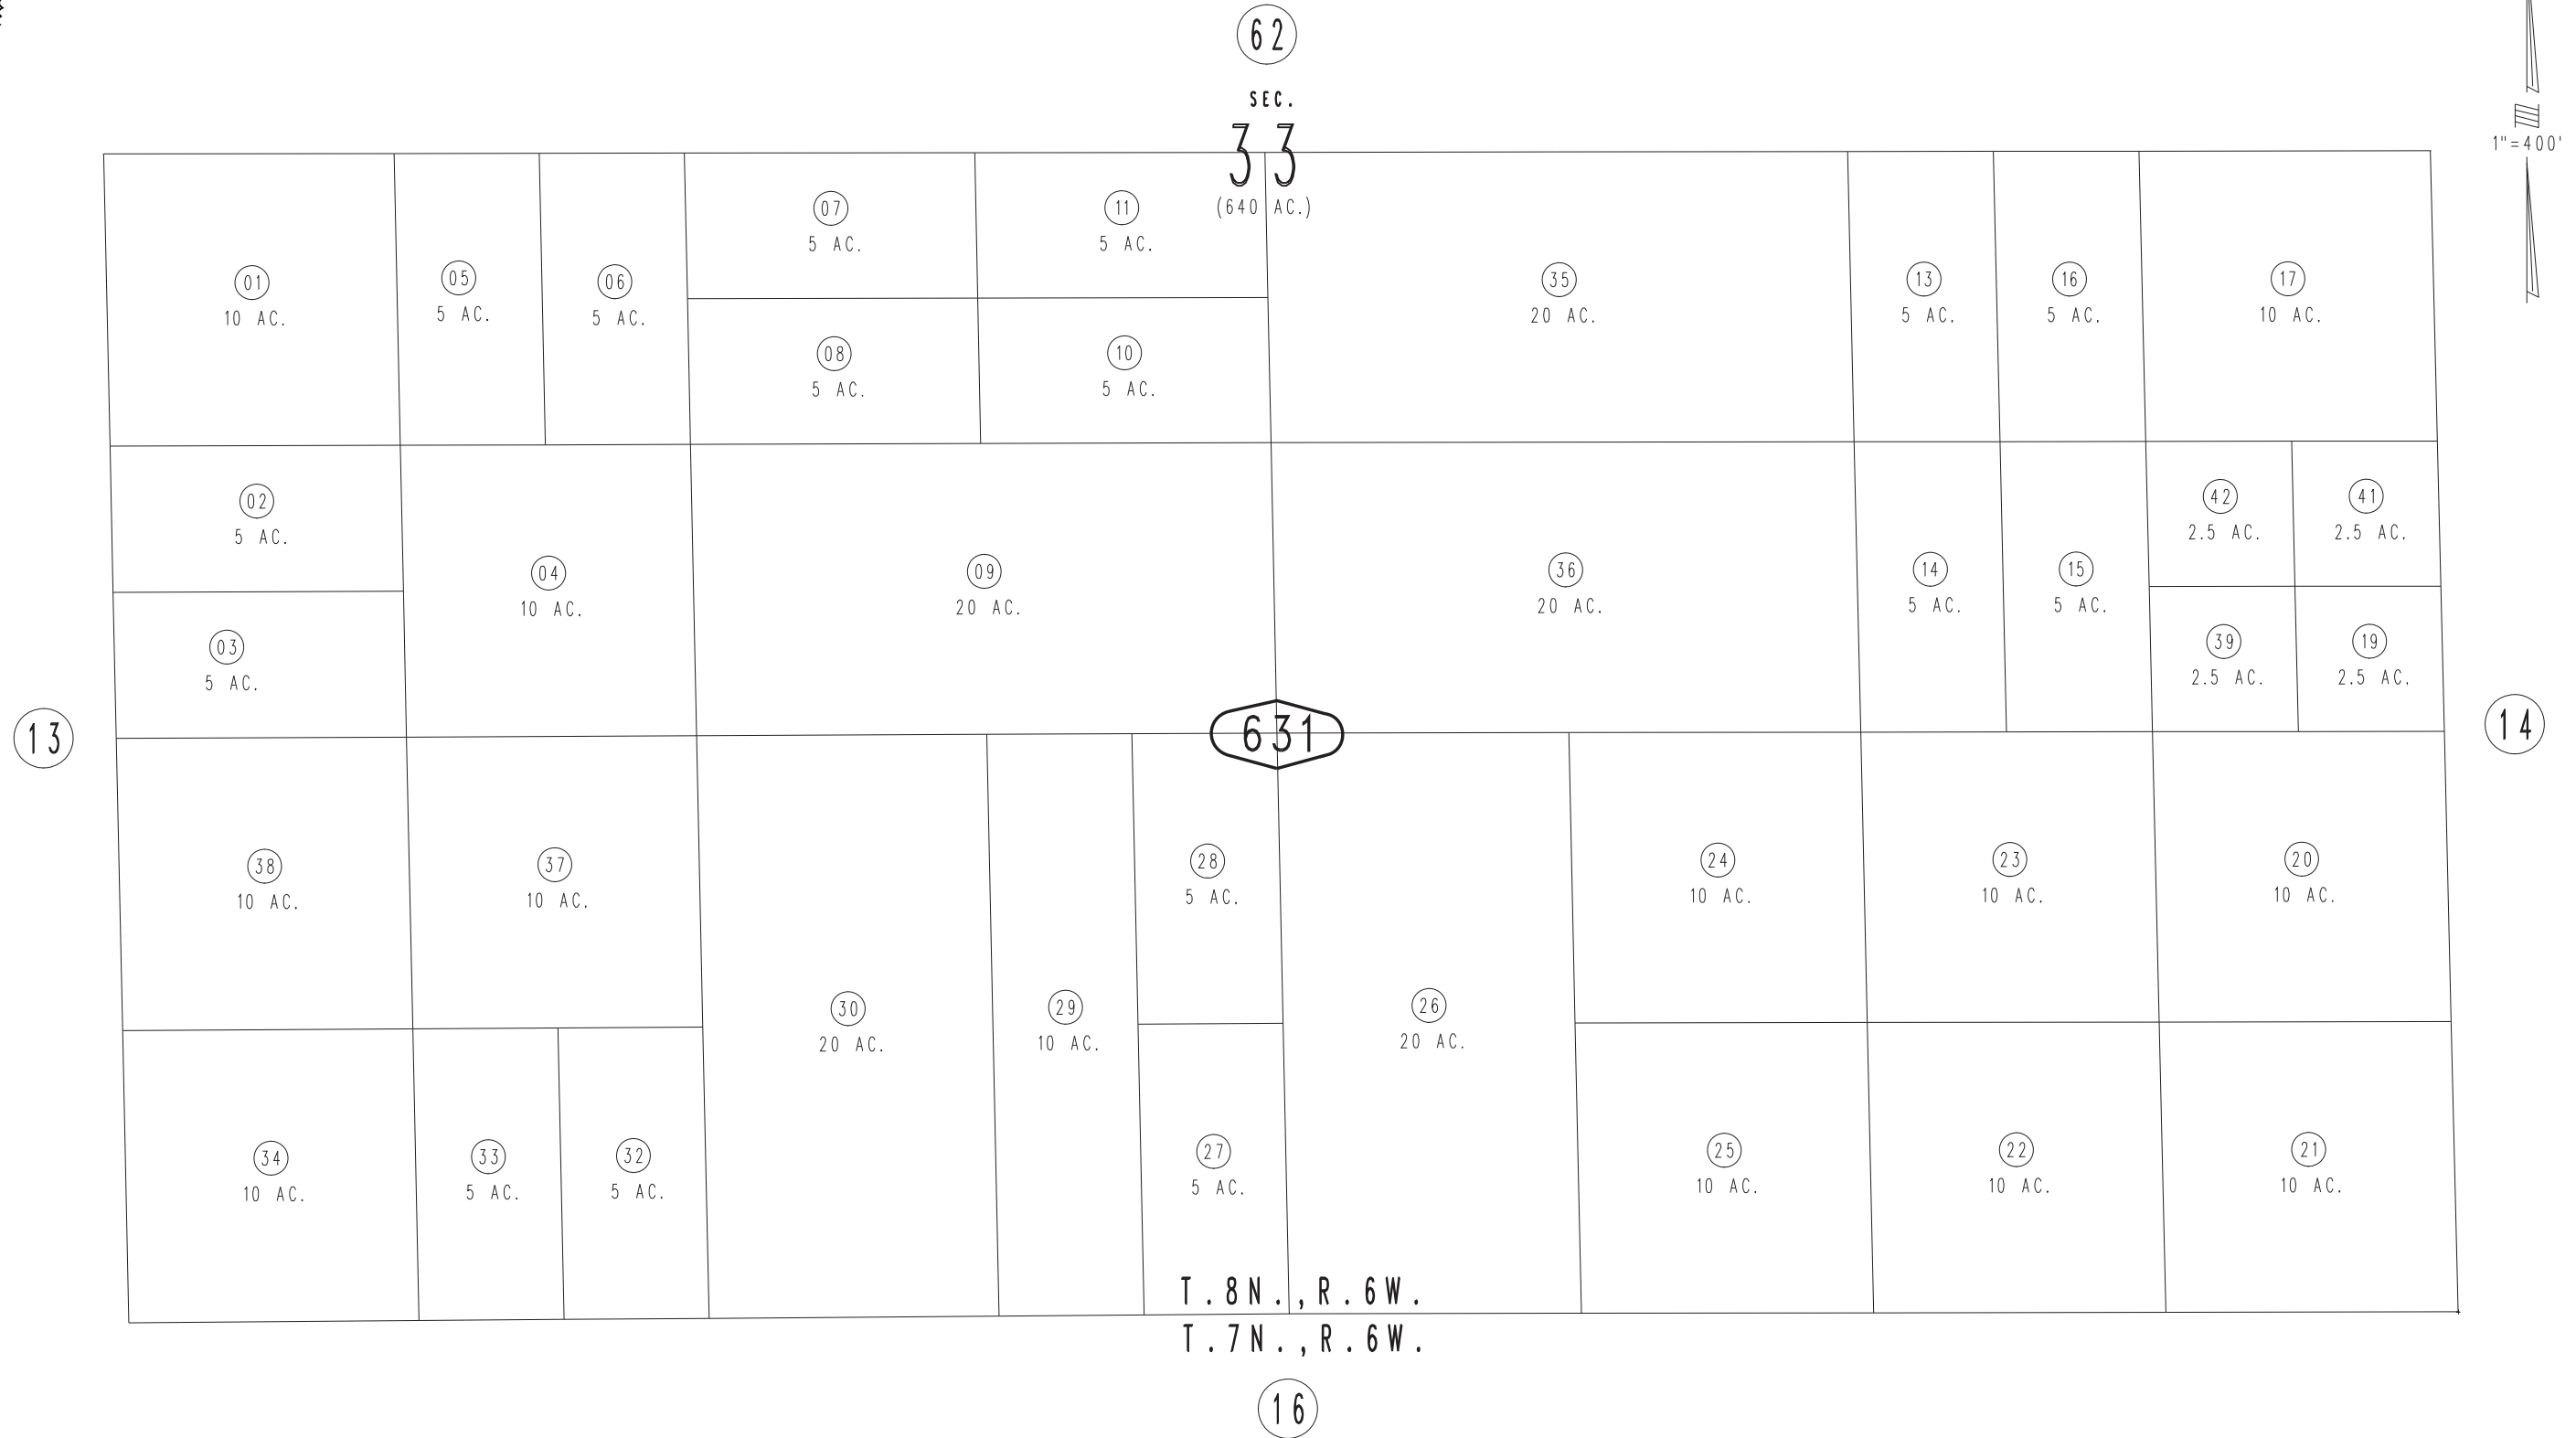 62
SEC.
33
(640 AC.)
1"=400'
01
10 AC.
05
5 AC.
06
5 AC.
07
5 AC.
11
5 AC.
08
5 AC.
10
5 AC.
35
20 AC.
13
5 AC.
16
5 AC.
17
10 AC.
02
5 AC.
03
5 AC.
04
10 AC.
09
20 AC.
36
20 AC.
14
5 AC.
15
5 AC.
42
2.5 AC.
41
2.5 AC.
39
2.5 AC.
19
2.5 AC.
13
631
14
38
10 AC.
37
10 AC.
30
20 AC.
29
10 AC.
28
5 AC.
26
20 AC.
24
10 AC.
23
10 AC.
20
10 AC.
34
10 AC.
33
5 AC.
32
5 AC.
27
5 AC.
25
10 AC.
22
10 AC.
21
10 AC.
T.8N.,R.6W.
T.7N.,R.6W.
16